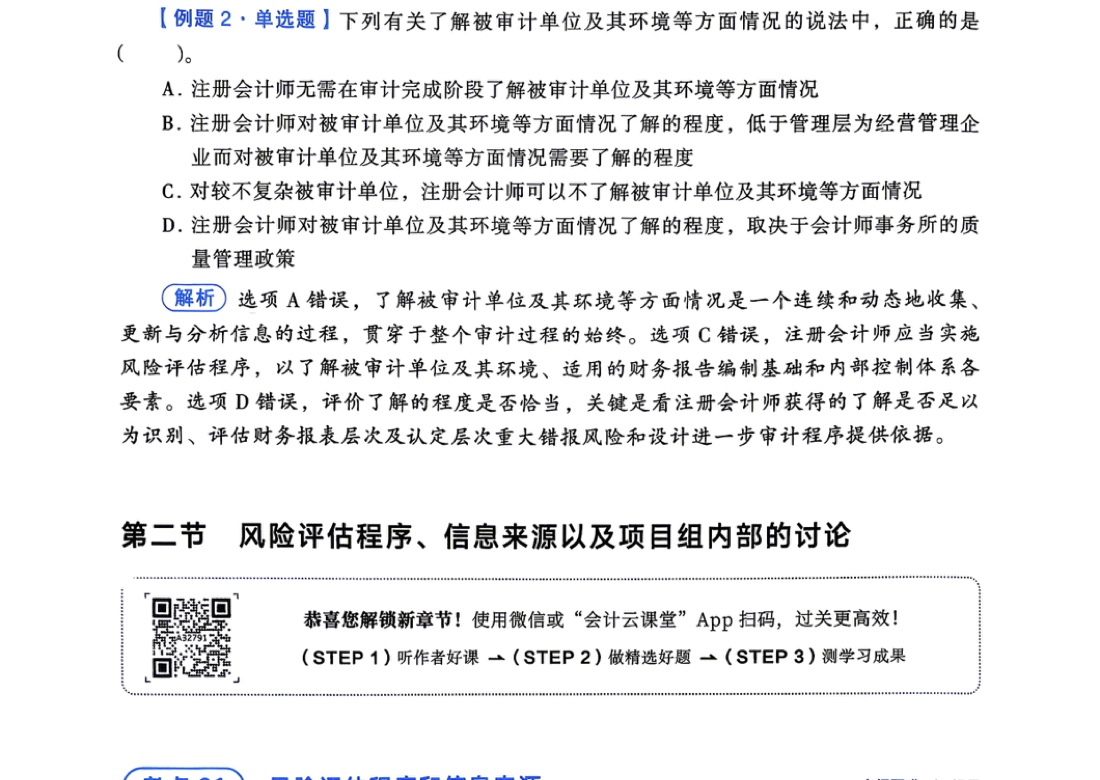 【例题2·单选题】下列有关了解被审计单位及其环境等方面情况的说法中，正确的是
(　　)。
A. 注册会计师无需在审计完成阶段了解被审计单位及其环境等方面情况
B. 注册会计师对被审计单位及其环境等方面情况了解的程度，低于管理层为经营管理企
业而对被审计单位及其环境等方面情况需要了解的程度
C. 对较不复杂被审计单位，注册会计师可以不了解被审计单位及其环境等方面情况
D. 注册会计师对被审计单位及其环境等方面情况了解的程度，取决于会计师事务所的质
量管理政策
解析 选项A错误，了解被审计单位及其环境等方面情况是一个连续和动态地收集、
更新与分析信息的过程，贯穿于整个审计过程的始终。选项C错误，注册会计师应当实施
风险评估程序，以了解被审计单位及其环境、适用的财务报告编制基础和内部控制体系各
要素。选项D错误，评价了解的程度是否恰当，关键是看注册会计师获得的了解是否足以
为识别、评估财务报表层次及认定层次重大错报风险和设计进一步审计程序提供依据。
第二节　风险评估程序、信息来源以及项目组内部的讨论
A32791
恭喜您解锁新章节！使用微信或“会计云课堂”App扫码，过关更高效！
(STEP 1) 听作者好课 → (STEP 2) 做精选好题 → (STEP 3) 测学习成果
考点01 风险评估程序和信息来源